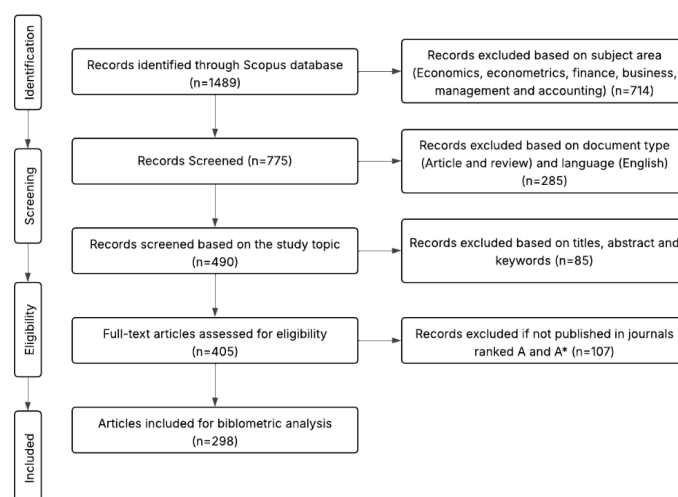 Identification
Records identified through Scopus database
(n=1489)
Records excluded based on subject area
(Economics, econometrics, finance, business,
management and accounting) (n=714)
Screening
Records Screened (n=775)
Records excluded based on document type
(Article and review) and language (English)
(n=285)
Records screened based on the study topic
(n=490)
Records excluded based on titles, abstract and
keywords (n=85)
Eligibility
Full-text articles assessed for eligibility
(n=405)
Records excluded if not published in journals
ranked A and A* (n=107)
Included
Articles included for biblometric analysis
(n=298)